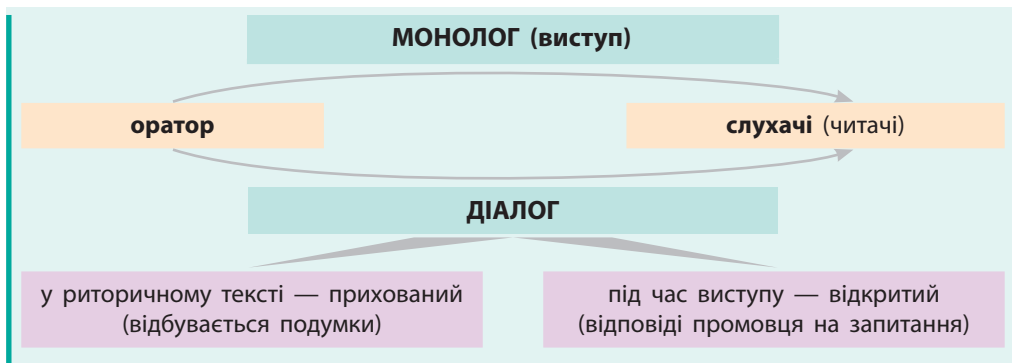 МОНОЛОГ (виступ)
оратор
слухачі (читачі)
ДІАЛОГ
у риторичному тексті — прихований
(відбувається подумки)
під час виступу — відкритий
(відповіді промовця на запитання)